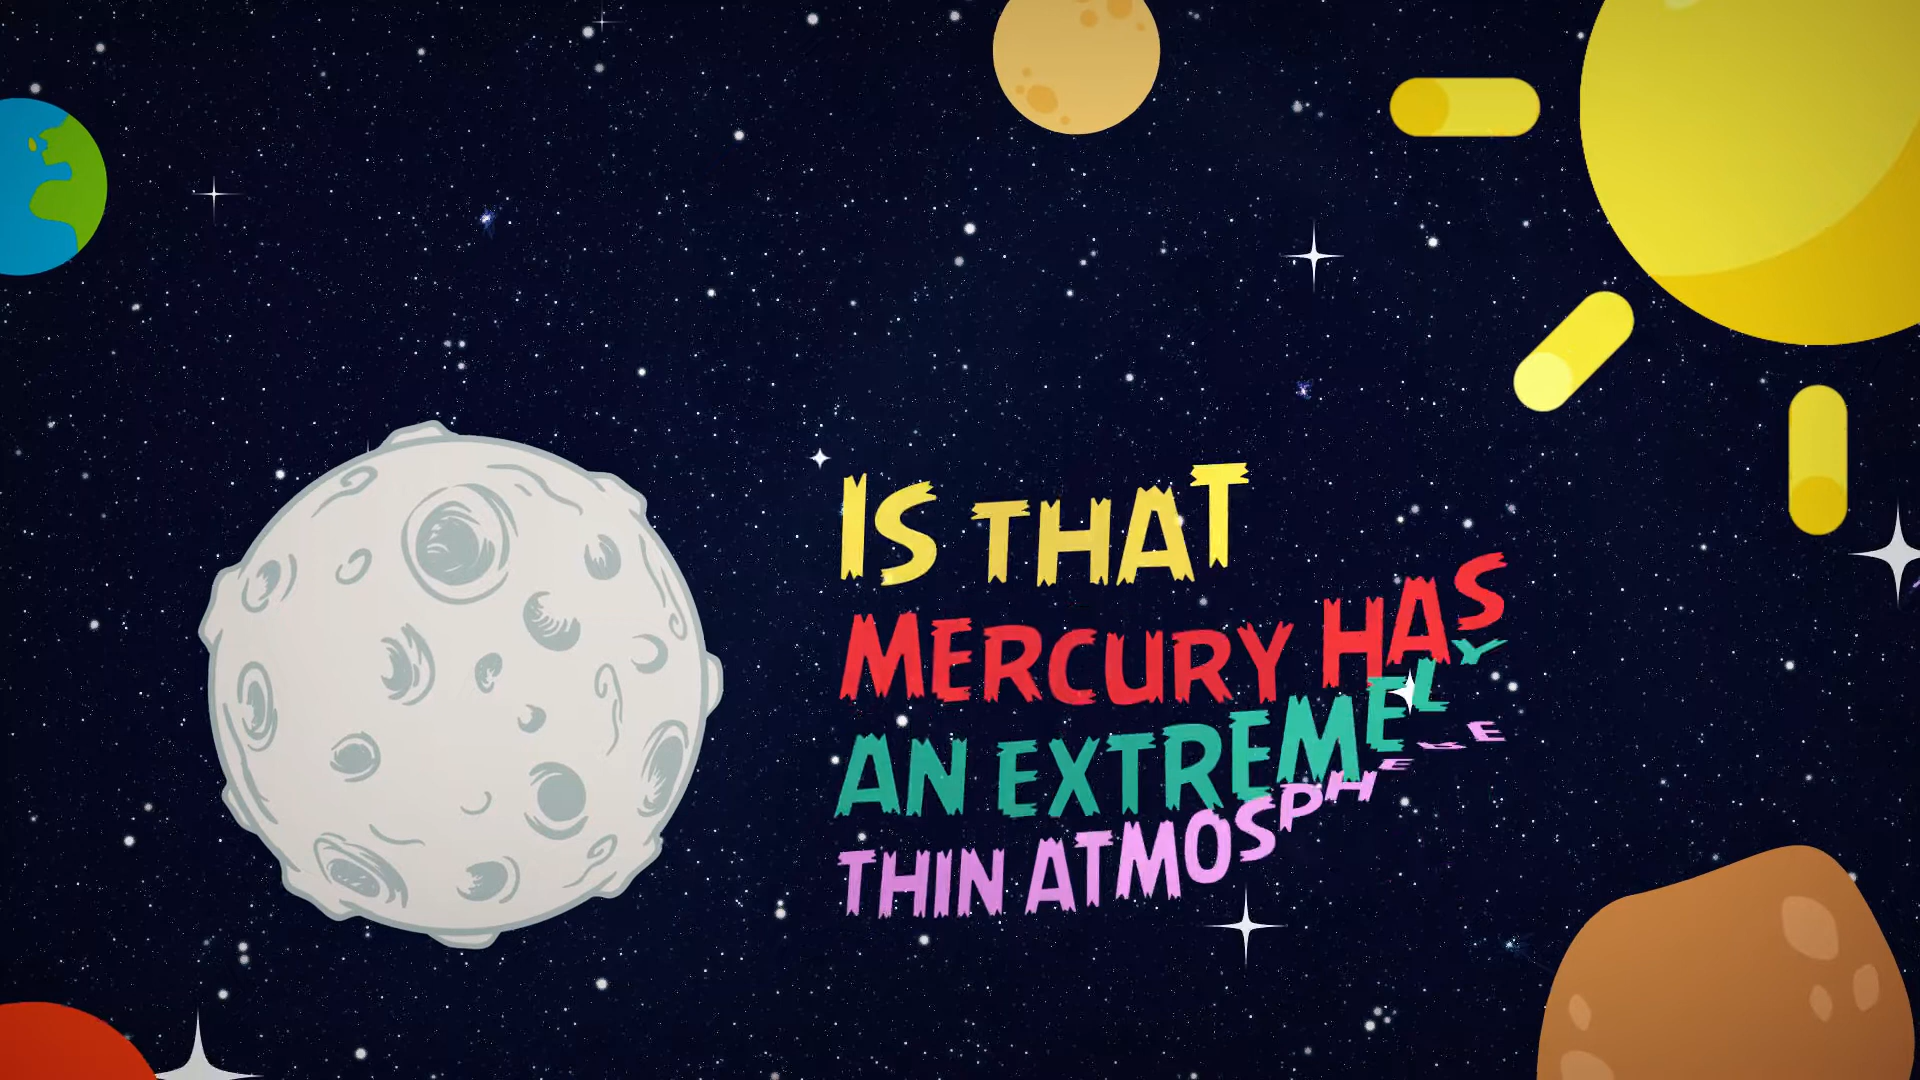 IS THAT
MERCURY HAS
AN EXTREMELY
THIN ATMOSPHERE